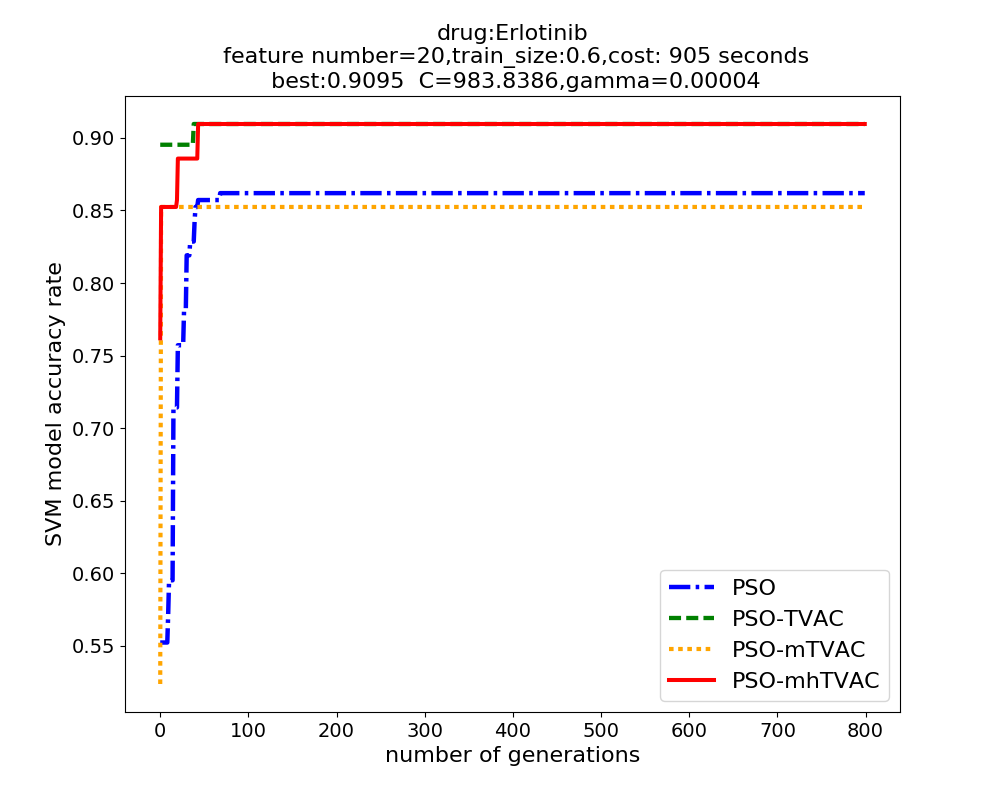 drug:Erlotinib
feature number=20,train_size:0.6,cost: 905 seconds
best:0.9095  C=983.8386,gamma=0.00004
SVM model accuracy rate
0.90
0.85
0.80
0.75
0.70
0.65
0.60
0.55
PSO
PSO-TVAC
PSO-mTVAC
PSO-mhTVAC
0 100 200 300 400 500 600 700 800
number of generations